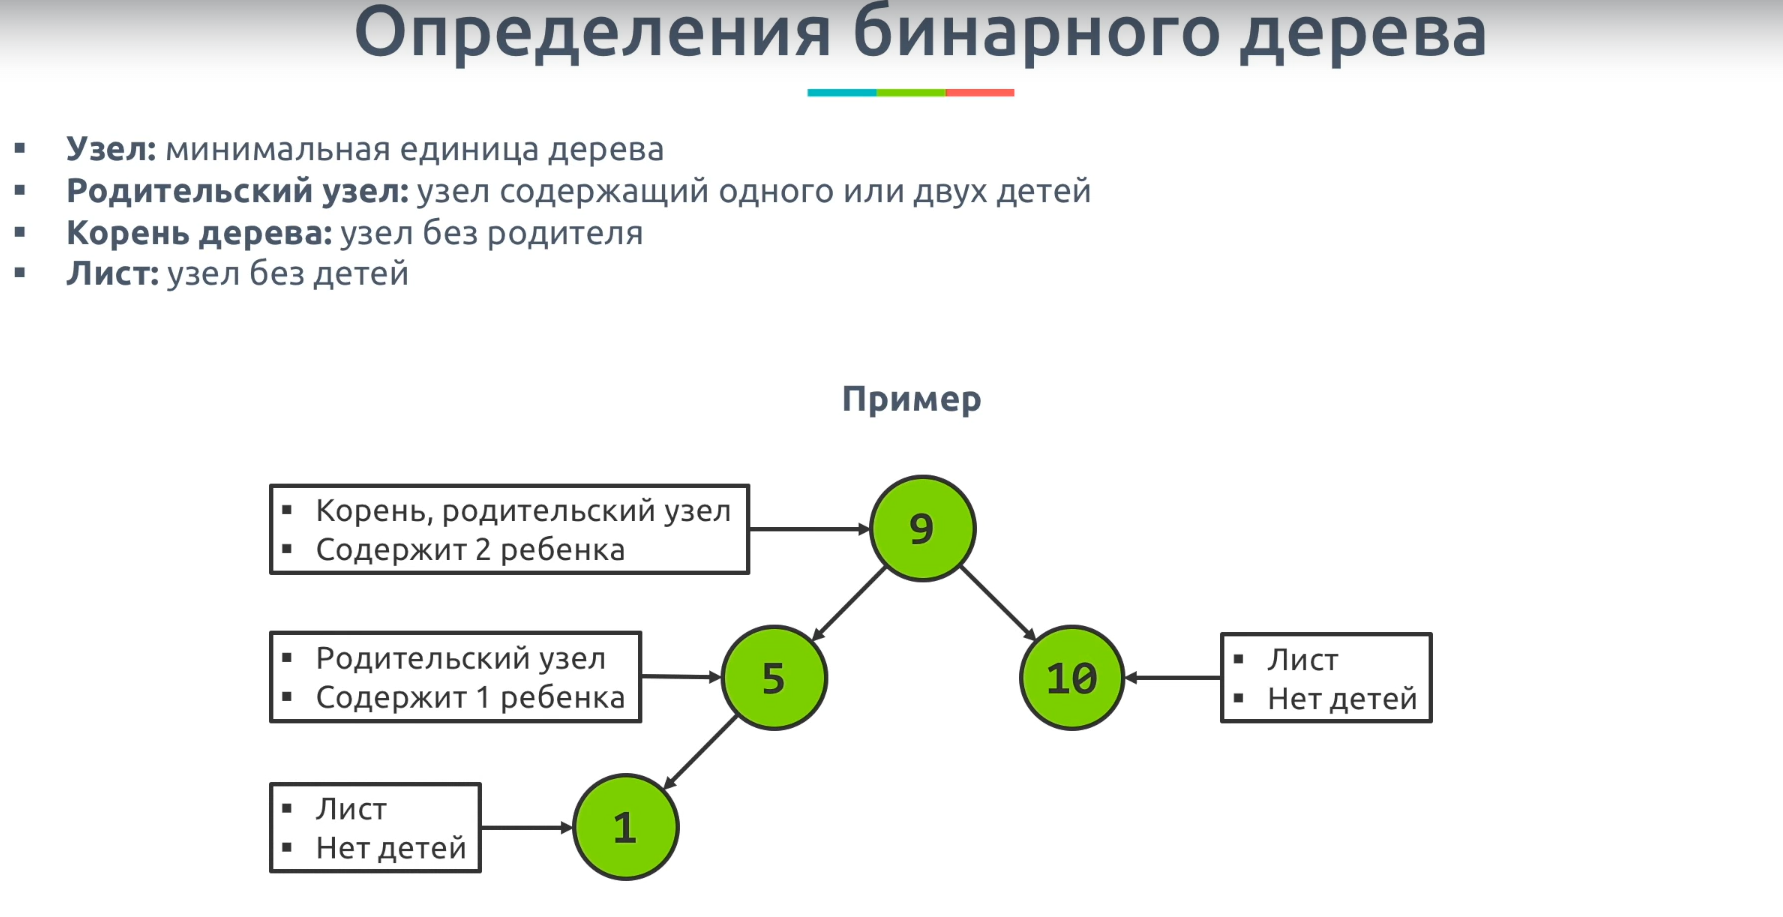 Определения бинарного дерева
▪ Узел: минимальная единица дерева
▪ Родительский узел: узел содержащий одного или двух детей
▪ Корень дерева: узел без родителя
▪ Лист: узел без детей
Пример
▪ Корень, родительский узел
▪ Содержит 2 ребенка
9
▪ Родительский узел
▪ Содержит 1 ребенка
5
10
▪ Лист
▪ Нет детей
▪ Лист
▪ Нет детей
1